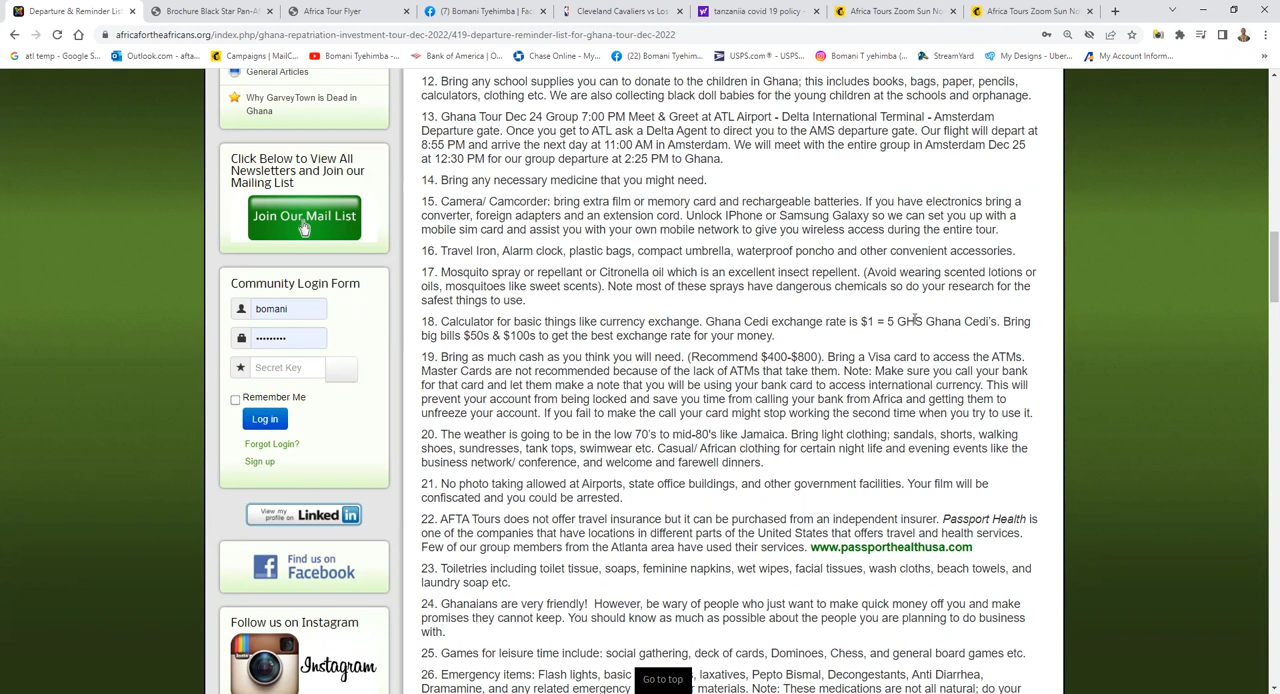 Departure & Reminder List
Brochure Black Star Pan-Af
Africa Tour Flyer
(7) Bomani Tyehimba | Fac
Cleveland Cavaliers vs Los
tanzaniia covid 19 policy -
Africa Tours Zoom Sun No
Africa Tours Zoom Sun No
africafortheafricans.org/index.php/ghana-repatriation-investment-tour-dec-2022/419-departure-reminder-list-for-ghana-tour-dec-2022
atl temp - Google S...
Outlook.com - afta...
Campaigns | MailC...
Bomani Tyehimba -...
Bank of America | O...
Chase Online - My...
(22) Bomani Tyehi...
USPS.com® - USPS...
Bomani T yehimba (...
StreamYard
My Designs - Uber...
My Account Inform...
General Articles
Why GarveyTown is Dead in
Ghana
Click Below to View All
Newsletters and Join our
Mailing List
Join Our Mail List
Community Login Form
bomani
•••••••••
Secret Key
Remember Me
Log in
Forgot Login?
Sign up
View my
profile on
Linked in
Find us on
Facebook
Follow us on Instagram
Instagram
12. Bring any school supplies you can to donate to the children in Ghana; this includes books, bags, paper, pencils,
calculators, clothing etc. We are also collecting black doll babies for the young children at the schools and orphanage.
13. Ghana Tour Dec 24 Group 7:00 PM Meet & Greet at ATL Airport - Delta International Terminal - Amsterdam
Departure gate. Once you get to ATL ask a Delta Agent to direct you to the AMS departure gate. Our flight will depart at
8:55 PM and arrive the next day at 11:00 AM in Amsterdam. We will meet with the entire group in Amsterdam Dec 25
at 12:30 PM for our group departure at 2:25 PM to Ghana.
14. Bring any necessary medicine that you might need.
15. Camera/ Camcorder: bring extra film or memory card and rechargeable batteries. If you have electronics bring a
converter, foreign adapters and an extension cord. Unlock IPhone or Samsung Galaxy so we can set you up with a
mobile sim card and assist you with your own mobile network to give you wireless access during the entire tour.
16. Travel Iron, Alarm clock, plastic bags, compact umbrella, waterproof poncho and other convenient accessories.
17. Mosquito spray or repellant or Citronella oil which is an excellent insect repellent. (Avoid wearing scented lotions or
oils, mosquitoes like sweet scents). Note most of these sprays have dangerous chemicals so do your research for the
safest things to use.
18. Calculator for basic things like currency exchange. Ghana Cedi exchange rate is $1 = 5 GHS Ghana Cedi's. Bring
big bills $50s & $100s to get the best exchange rate for your money.
19. Bring as much cash as you think you will need. (Recommend $400-$800). Bring a Visa card to access the ATMs.
Master Cards are not recommended because of the lack of ATMs that take them. Note: Make sure you call your bank
for that card and let them make a note that you will be using your bank card to access international currency. This will
prevent your account from being locked and save you time from calling your bank from Africa and getting them to
unfreeze your account. If you fail to make the call your card might stop working the second time when you try to use it.
20. The weather is going to be in the low 70's to mid-80's like Jamaica. Bring light clothing; sandals, shorts, walking
shoes, sundresses, tank tops, swimwear etc. Casual/ African clothing for certain night life and evening events like the
business network/ conference, and welcome and farewell dinners.
21. No photo taking allowed at Airports, state office buildings, and other government facilities. Your film will be
confiscated and you could be arrested.
22. AFTA Tours does not offer travel insurance but it can be purchased from an independent insurer. Passport Health is
one of the companies that have locations in different parts of the United States that offers travel and health services.
Few of our group members from the Atlanta area have used their services. www.passporthealthusa.com
23. Toiletries including toilet tissue, soaps, feminine napkins, wet wipes, facial tissues, wash cloths, beach towels, and
laundry soap etc.
24. Ghanaians are very friendly! However, be wary of people who just want to make quick money off you and make
promises they cannot keep. You should know as much as possible about the people you are planning to do business
with.
25. Games for leisure time include: social gathering, deck of cards, Dominoes, Chess, and general board games etc.
26. Emergency items: Flash lights, basic laxatives, Pepto Bismal, Decongestants, Anti Diarrhea,
Dramamine, and any related emergency materials. Note: These medications are not all natural; do your
Go to top